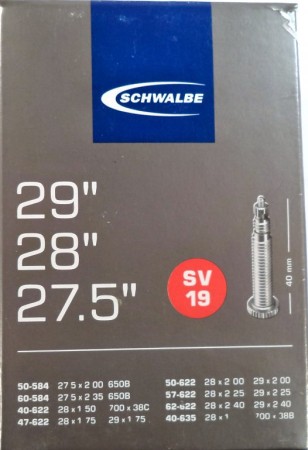 SCHWALBE
29"
28"
27.5"
SV
19
40 mm
50-584 27.5 x 2.00 650B
60-584 27.5 x 2.35 650B
40-622 28 x 1.50 700 x 38C
47-622 28 x 1.75 29 x 1.75
50-622 28 x 2.00 29 x 2.00
57-622 28 x 2.25 29 x 2.25
62-622 28 x 2.40 29 x 2.40
40-635 28 x 1 700 x 38B